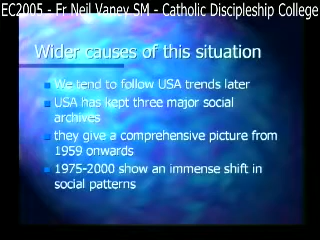 EC2005 - Fr Neil Vaney SM - Catholic Discipleship College
Wider causes of this situation
We tend to follow USA trends later
USA has kept three major social
archives
they give a comprehensive picture from
1959 onwards
1975-2000 show an immense shift in
social patterns